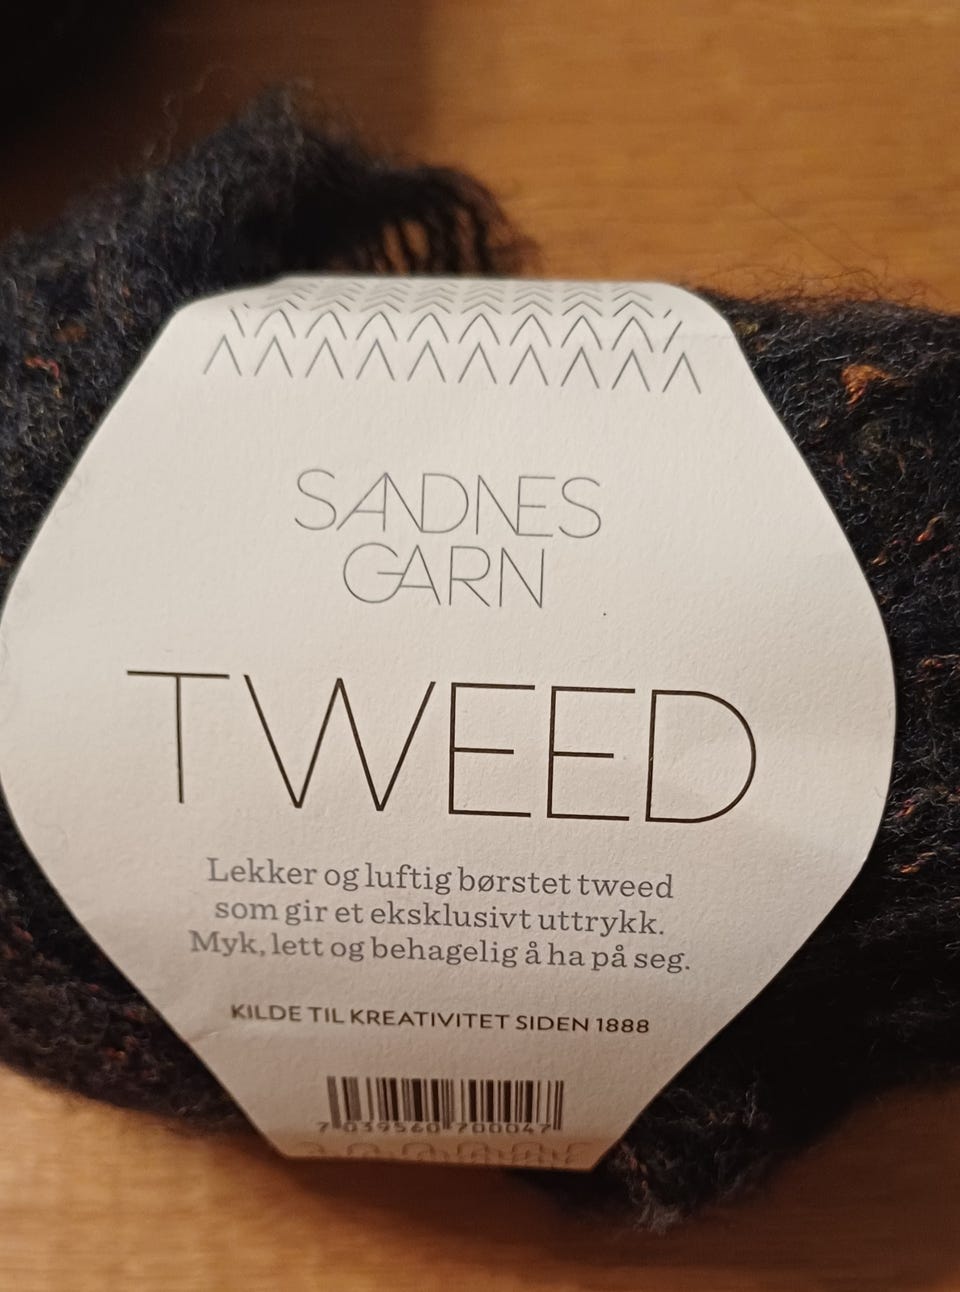 SANDNES
GARN
TWEED
Lekker og luftig børstet tweed
som gir et eksklusivt uttrykk.
Myk, lett og behagelig å ha på seg.
KILDE TIL KREATIVITET SIDEN 1888
7 039560 700047